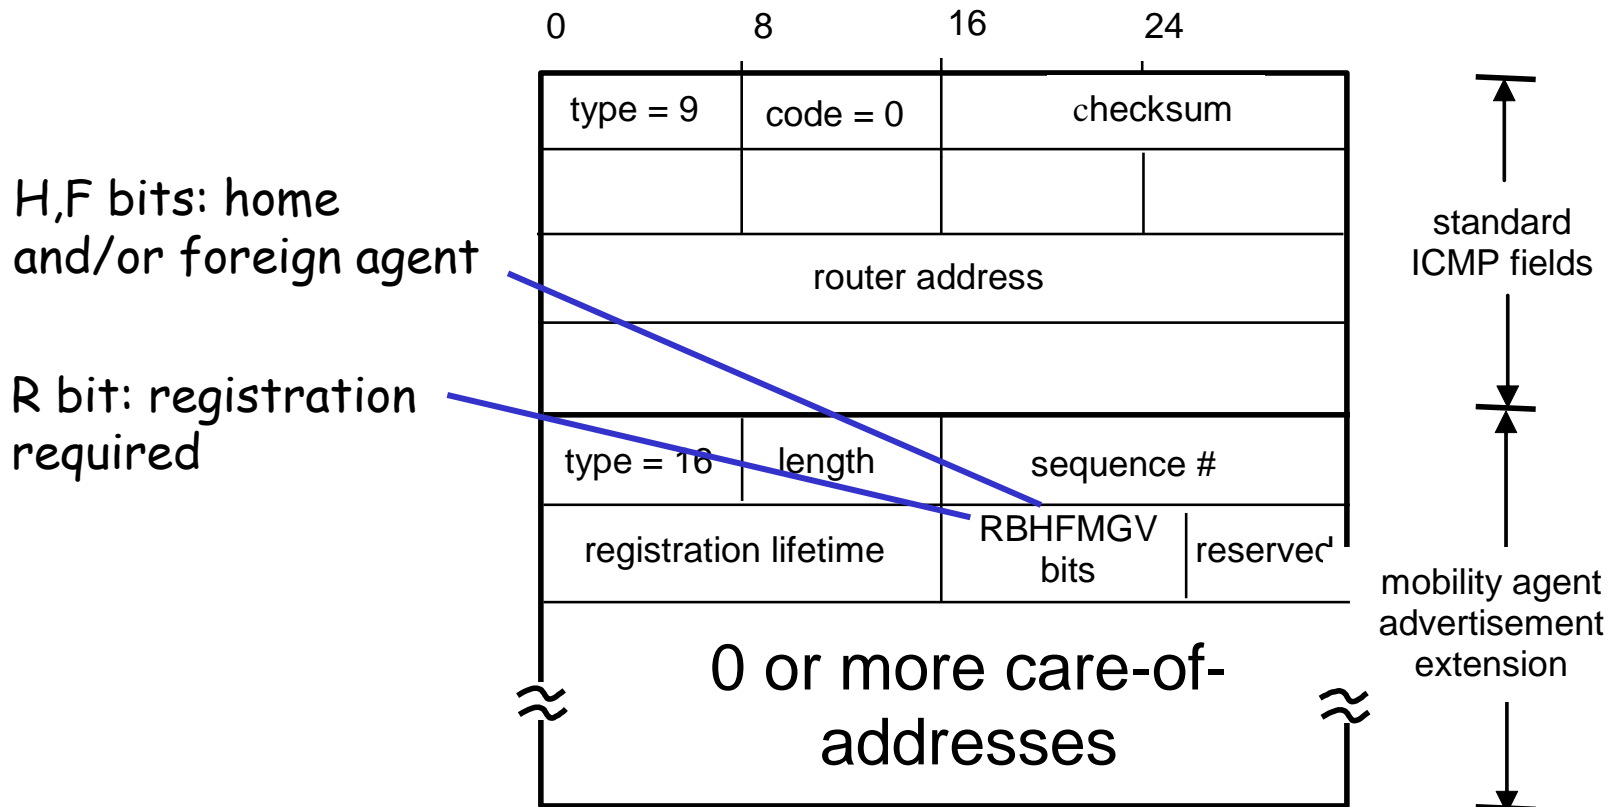 0 8 16 24
type = 9 code = 0 checksum
H,F bits: home
and/or foreign agent
router address
standard
ICMP fields
R bit: registration
required
type = 16 length sequence #
registration lifetime RBHFMGV
bits
reserved
mobility agent
advertisement
extension
0 or more care-of-
addresses